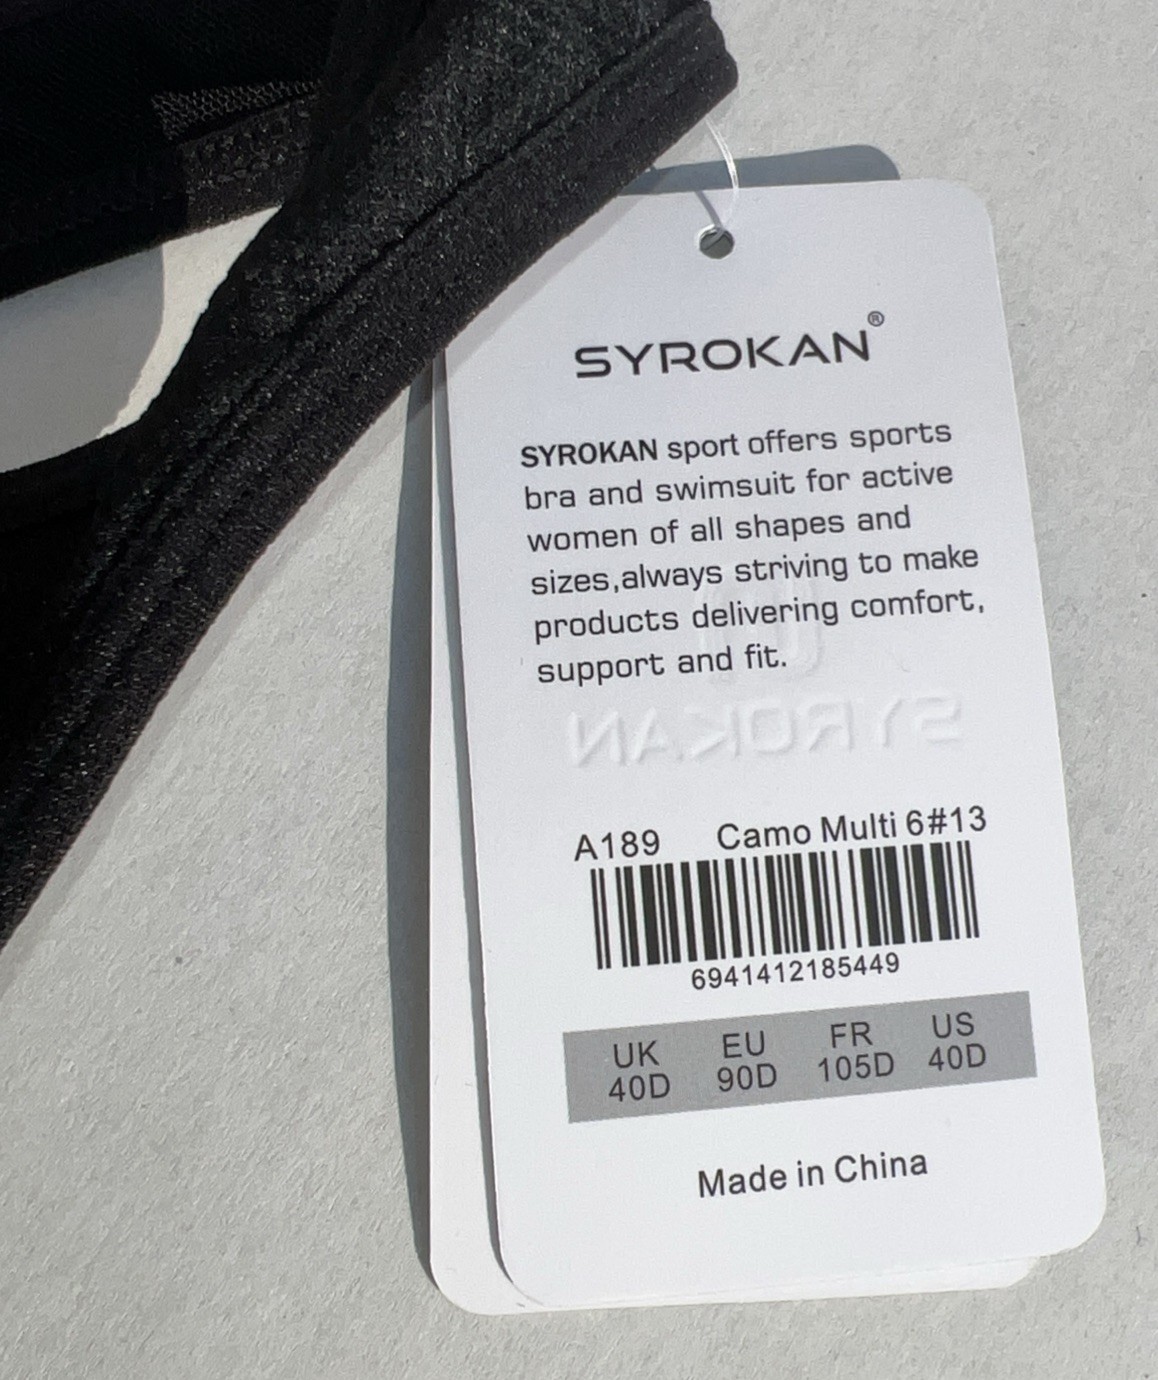 SYROKAN®
SYROKAN sport offers sports
bra and swimsuit for active
women of all shapes and
sizes,always striving to make
products delivering comfort,
support and fit.
SYROKAN
A189 Camo Multi 6#13
6941412185449
UK EU FR US
40D 90D 105D 40D
Made in China